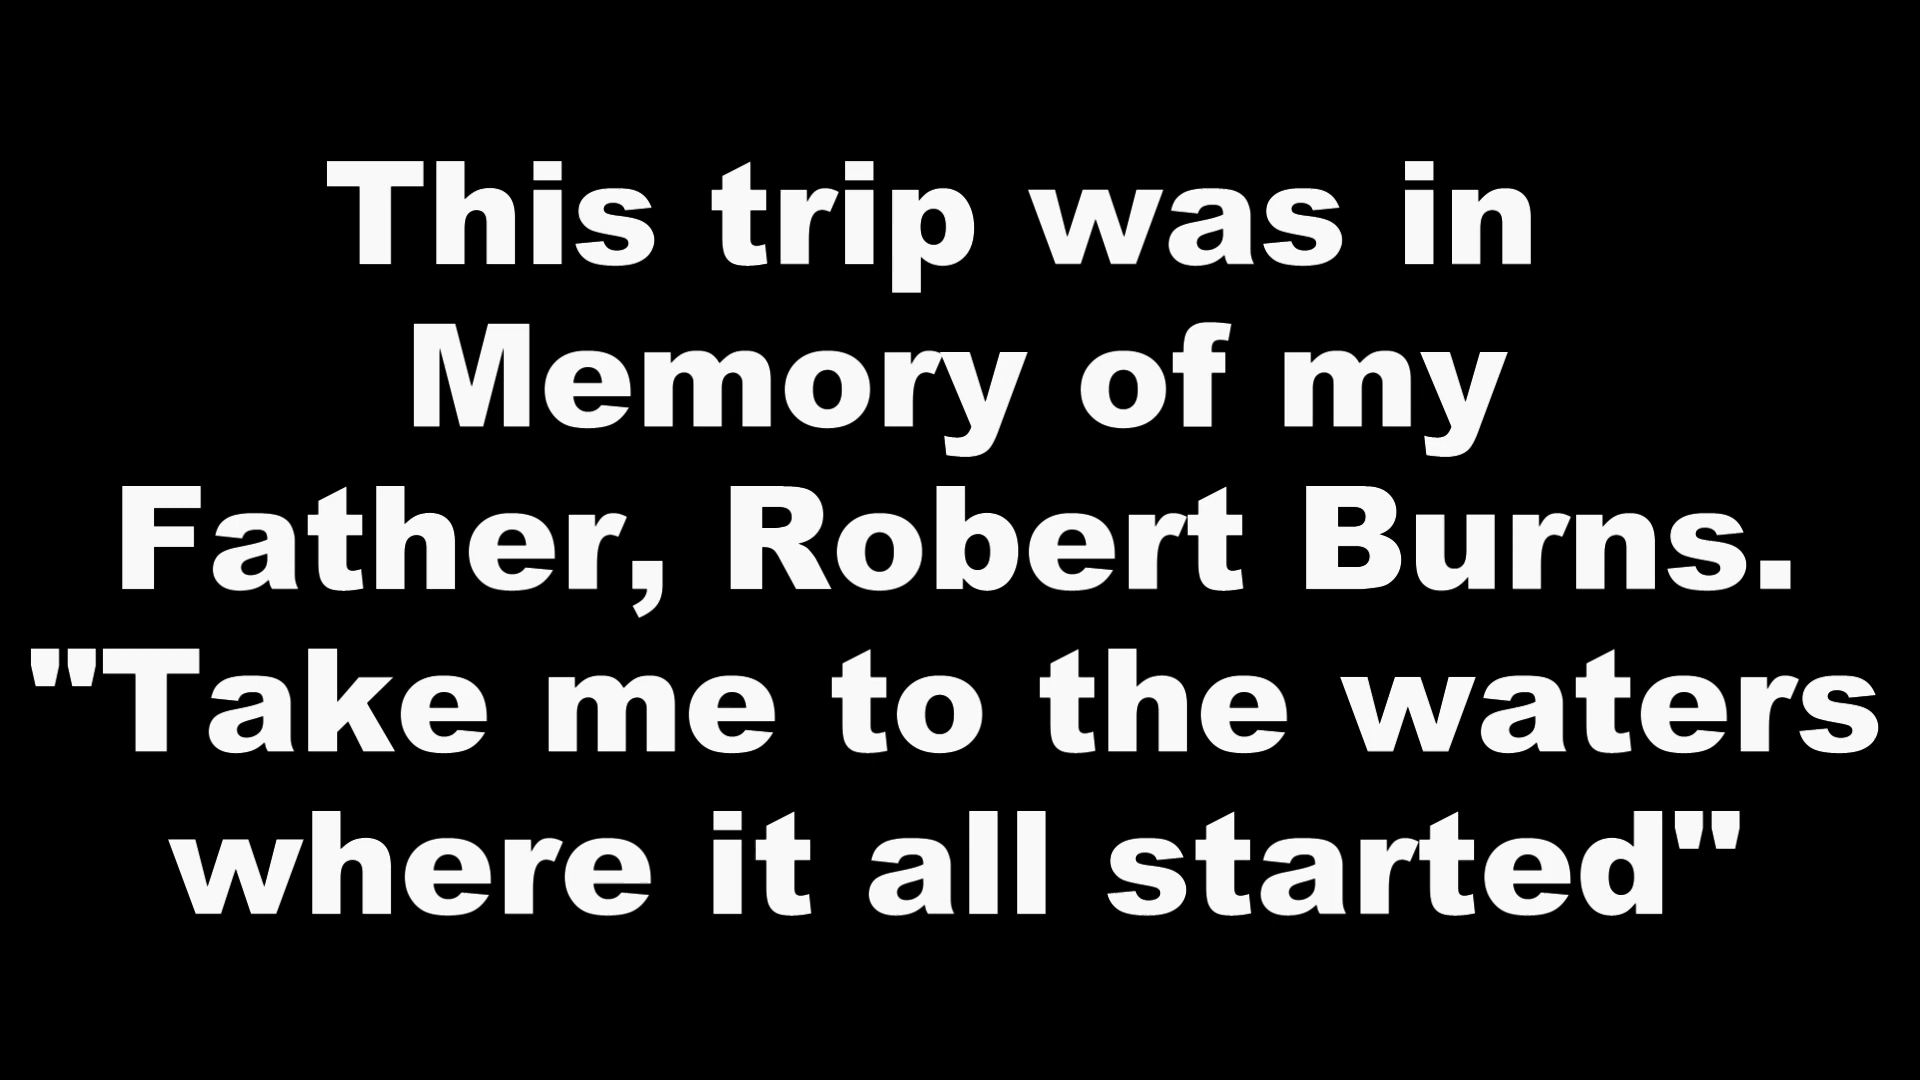 This trip was in
Memory of my
Father, Robert Burns.
"Take me to the waters
where it all started"